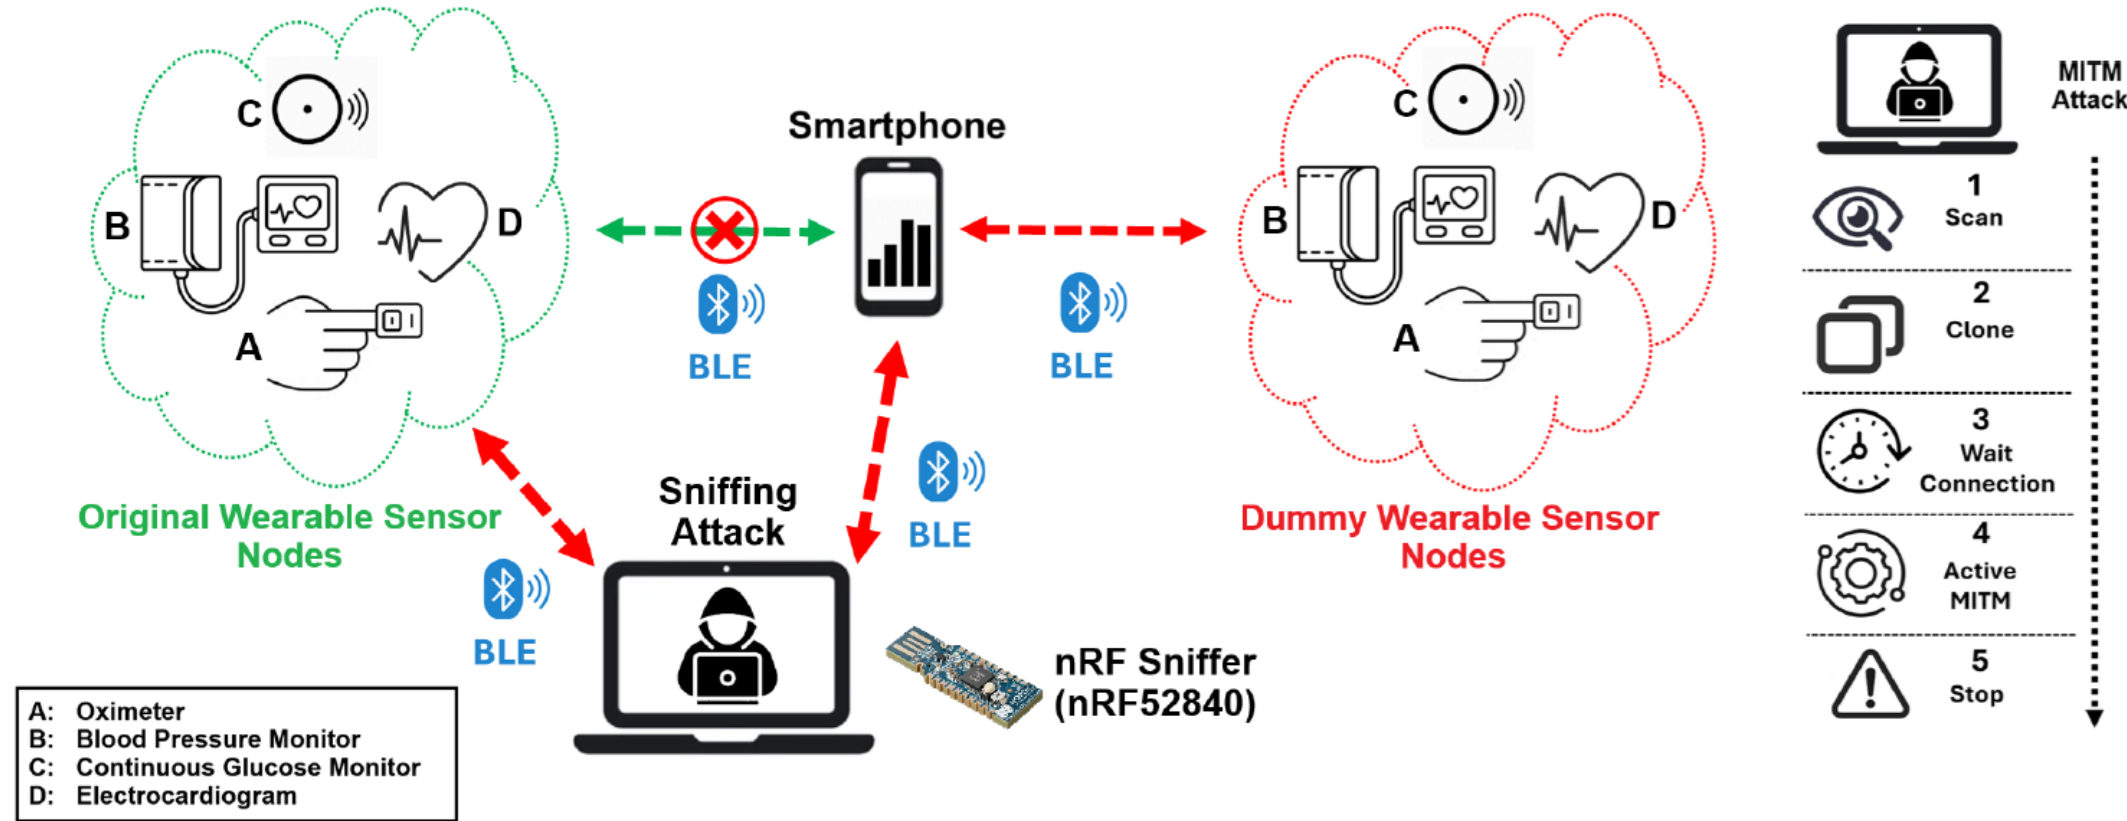 C
B
D
A
Original Wearable Sensor
Nodes
Smartphone
BLE
BLE
C
B
D
A
Dummy Wearable Sensor
Nodes
BLE
BLE
Sniffing
Attack
nRF Sniffer
(nRF52840)
A: Oximeter
B: Blood Pressure Monitor
C: Continuous Glucose Monitor
D: Electrocardiogram
MITM
Attack
1
Scan
2
Clone
3
Wait
Connection
4
Active
MITM
5
Stop